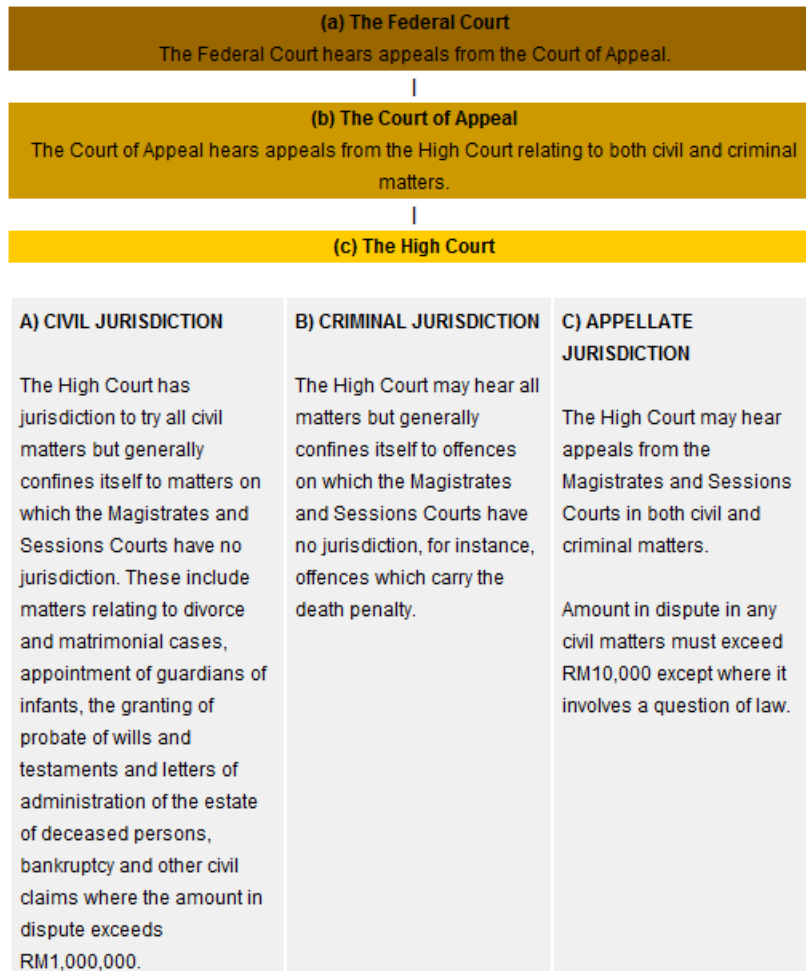 (a) The Federal Court
The Federal Court hears appeals from the Court of Appeal.
|
(b) The Court of Appeal
The Court of Appeal hears appeals from the High Court relating to both civil and criminal
matters.
|
(c) The High Court
A) CIVIL JURISDICTION
The High Court has
jurisdiction to try all civil
matters but generally
confines itself to matters on
which the Magistrates and
Sessions Courts have no
jurisdiction. These include
matters relating to divorce
and matrimonial cases,
appointment of guardians of
infants, the granting of
probate of wills and
testaments and letters of
administration of the estate
of deceased persons,
bankruptcy and other civil
claims where the amount in
dispute exceeds
RM1,000,000.
B) CRIMINAL JURISDICTION
The High Court may hear all
matters but generally
confines itself to offences
on which the Magistrates
and Sessions Courts have
no jurisdiction, for instance,
offences which carry the
death penalty.
C) APPELLATE
JURISDICTION
The High Court may hear
appeals from the
Magistrates and Sessions
Courts in both civil and
criminal matters.
Amount in dispute in any
civil matters must exceed
RM10,000 except where it
involves a question of law.